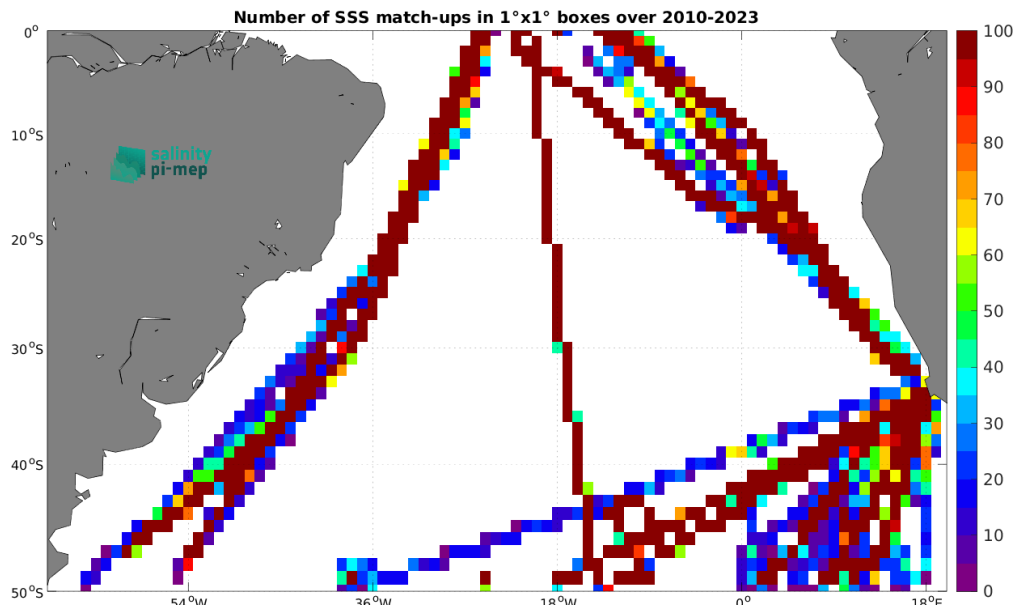 Number of SSS match-ups in 1°x1° boxes over 2010-2023
0°
10°S
20°S
30°S
40°S
50°S
54°W
36°W
18°W
0°
18°E
salinity
pi-mep
100
90
80
70
60
50
40
30
20
10
0